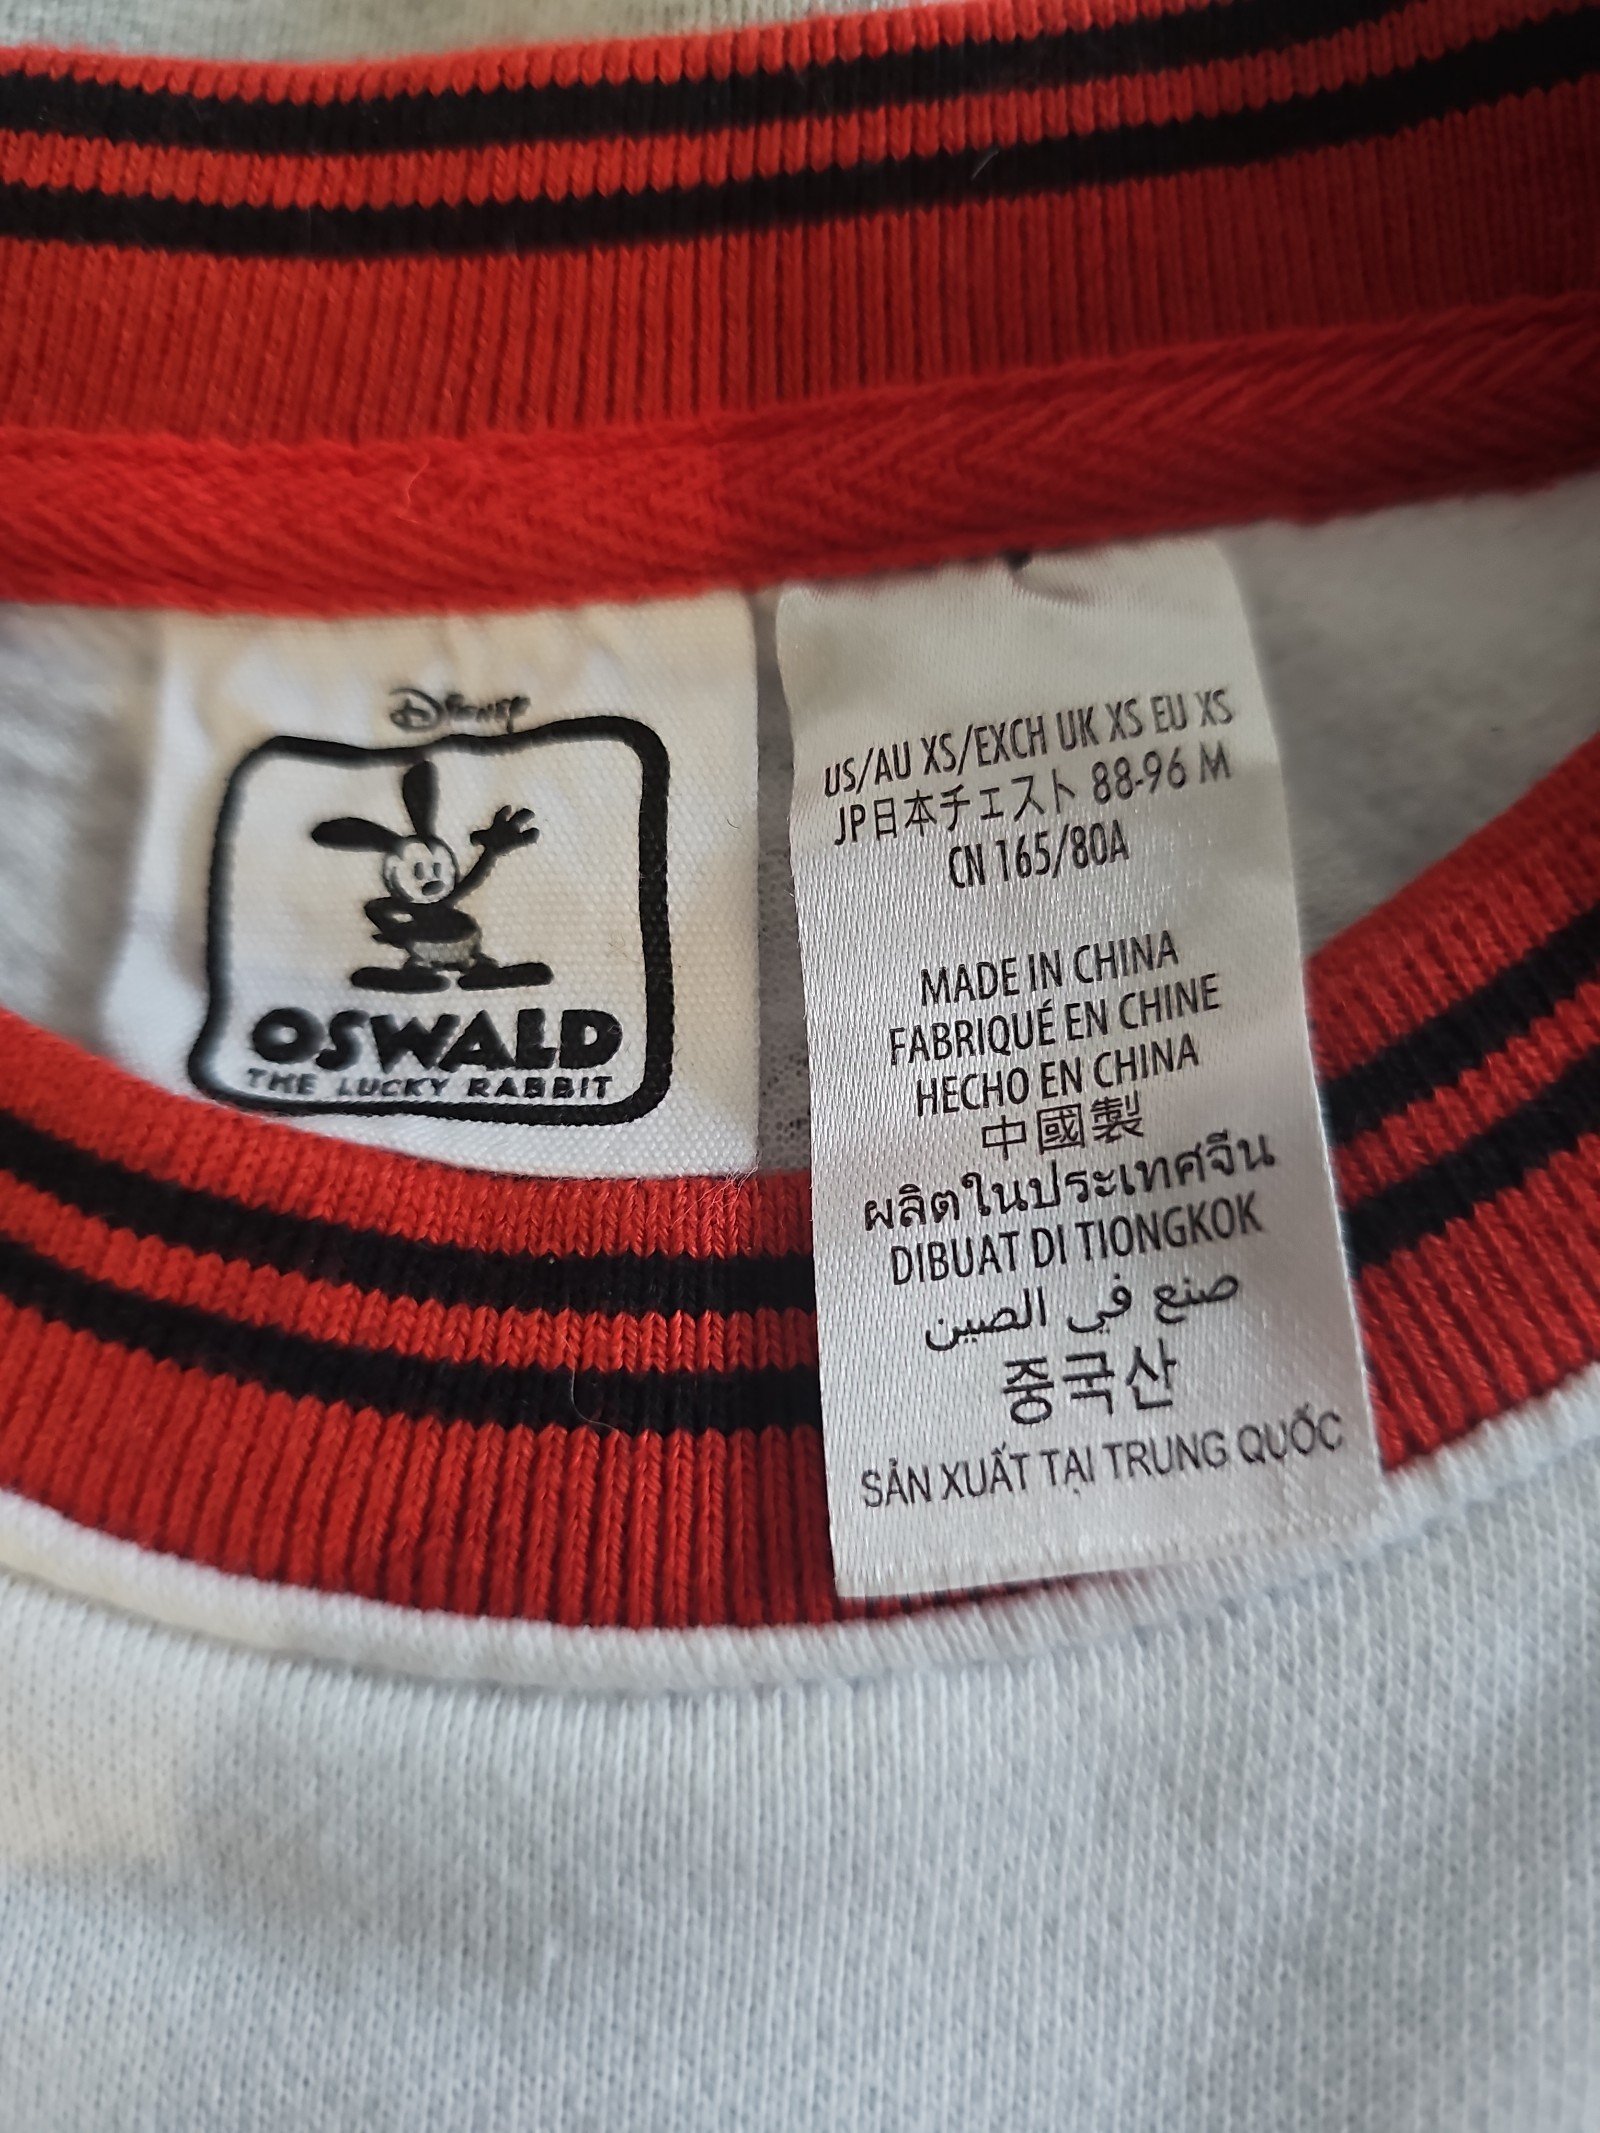 Disney
OSWALD
THE LUCKY RABBIT
US/AU XS/EXCH UK XS EU XS
JP日本チェスト 88-96 M
CN 165/80A
MADE IN CHINA
FABRIQUÉ EN CHINE
HECHO EN CHINA
中國製
ผลิตในประเทศจีน
DIBUAT DI TIONGKOK
صنع في الصين
중국산
SẢN XUẤT TẠI TRUNG QUỐC